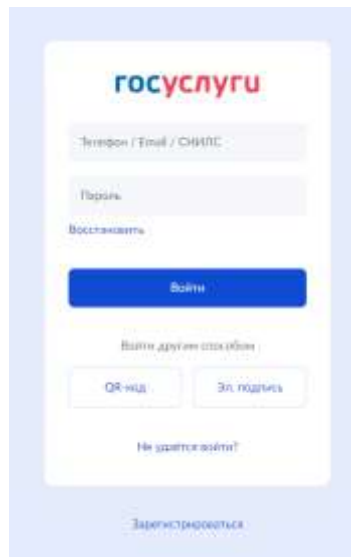 госуслуги
Телефон / Email / СНИЛС
Пароль
Восстановить
Войти
Войти другим способом
QR-код
Эл. подпись
Не удаётся войти?
Зарегистрироваться